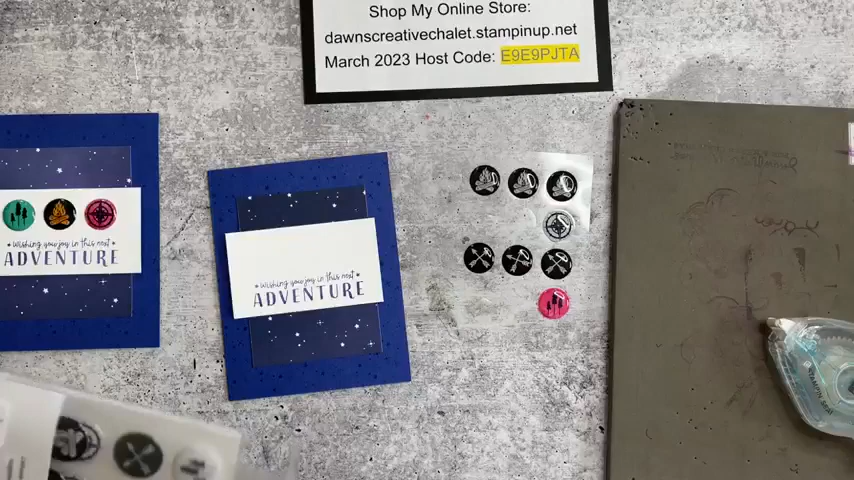 Shop My Online Store:
dawnscreativechalet.stampinup.net
March 2023 Host Code: E9E9PJTA
wishing you joy in this next
ADVENTURE
wishing you joy in this next
ADVENTURE